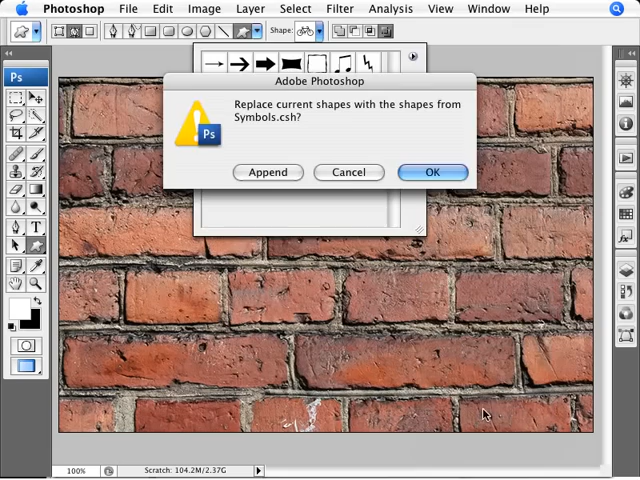 Photoshop File Edit Image Layer Select Filter Analysis View Window Help
Shape:
Adobe Photoshop
Replace current shapes with the shapes from
Symbols.csh?
Ps
Ps
Append Cancel OK
T
100% Scratch: 104.2M/2.37G